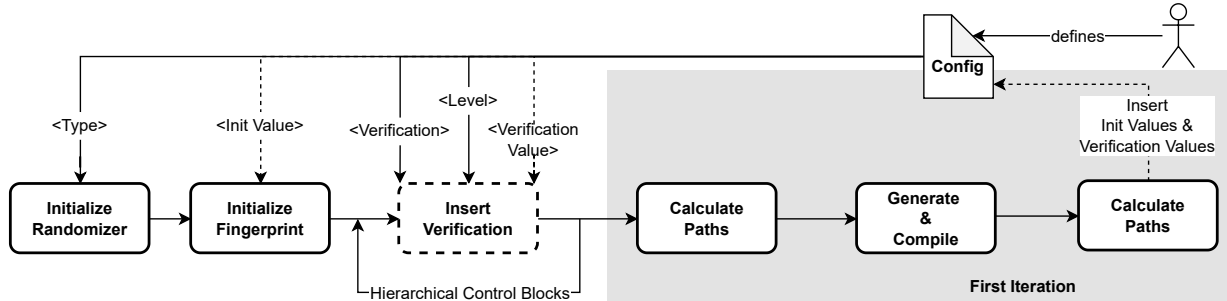 defines
Config
<Type>
<Init Value>
<Verification>
<Level>
<Verification
Value>
Insert
Init Values &
Verification Values
Initialize
Randomizer
Initialize
Fingerprint
Insert
Verification
Calculate
Paths
Generate
&
Compile
Calculate
Paths
Hierarchical Control Blocks
First Iteration